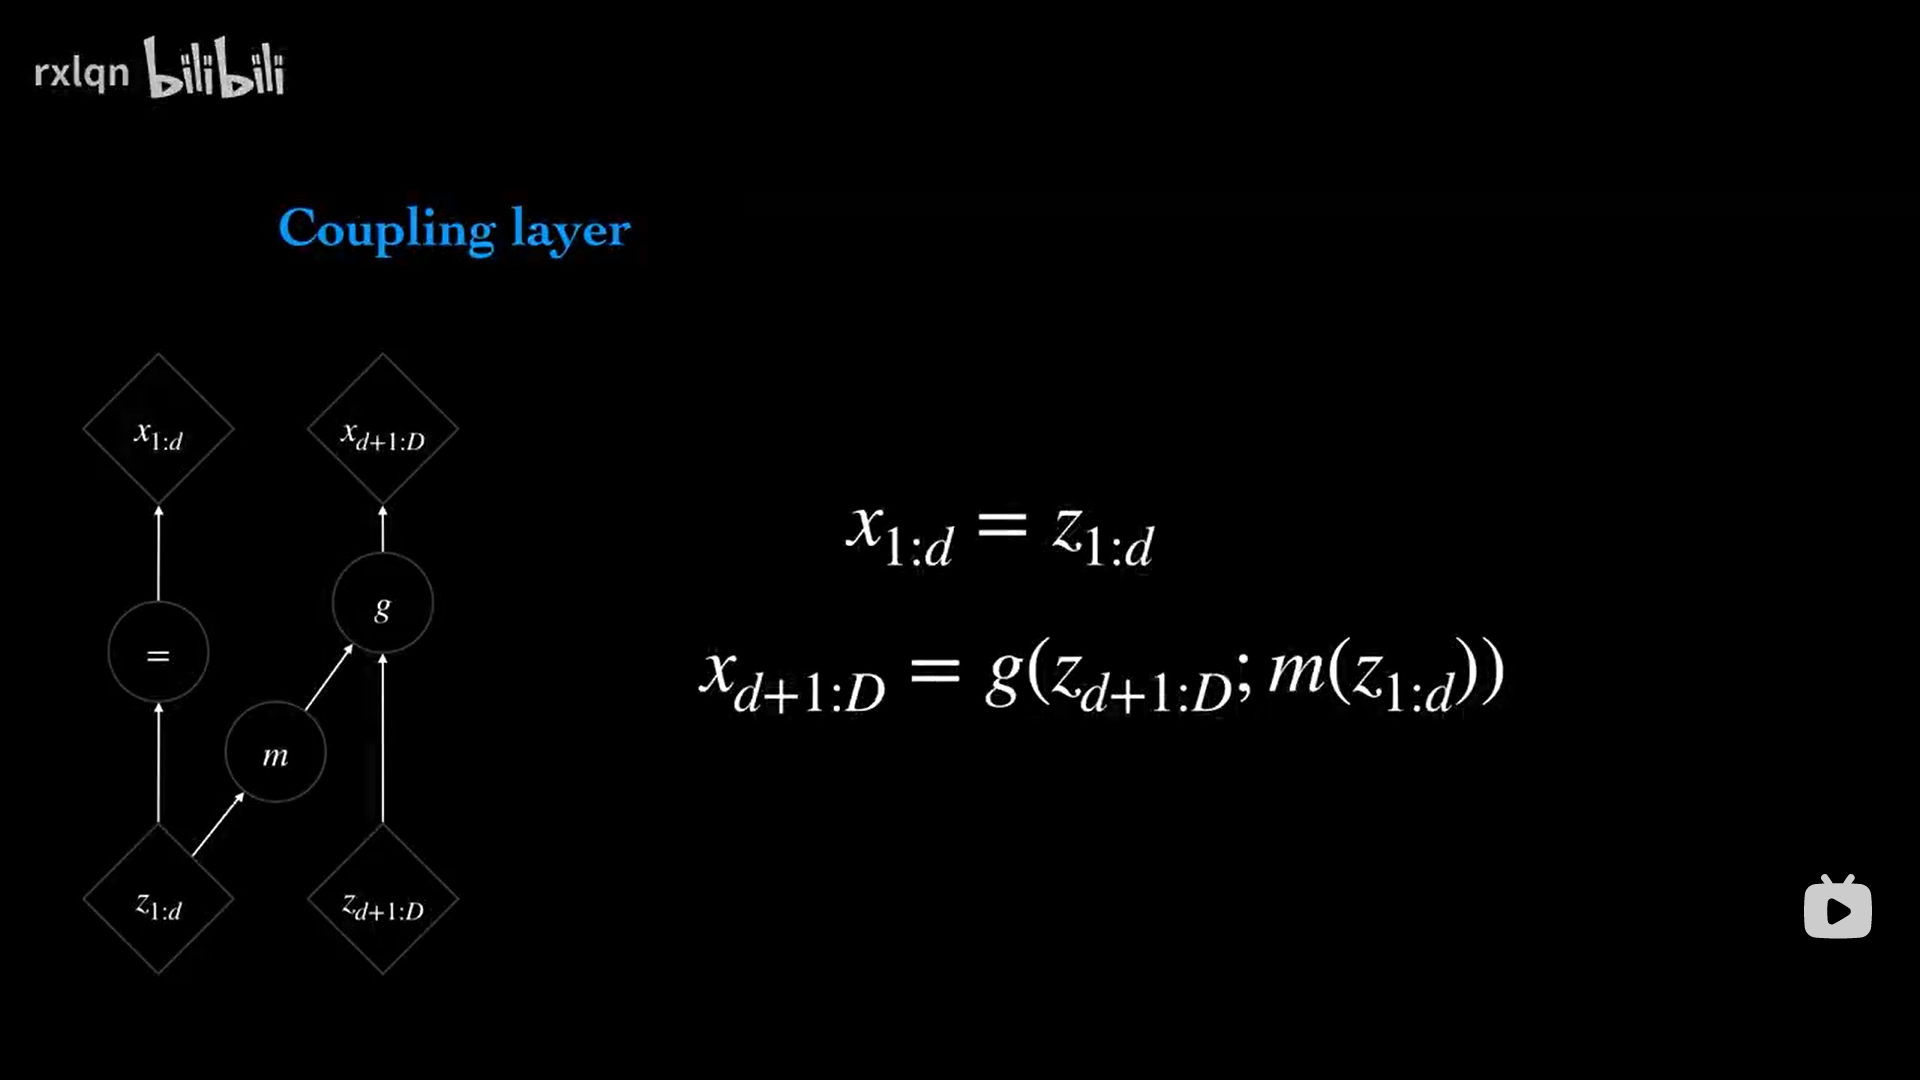 rxlqn bilibili
Coupling layer
x_{1:d} x_{d+1:D}
x_{1:d} = z_{1:d}
g
=
x_{d+1:D} = g(z_{d+1:D}; m(z_{1:d}))
m
z_{1:d} z_{d+1:D}